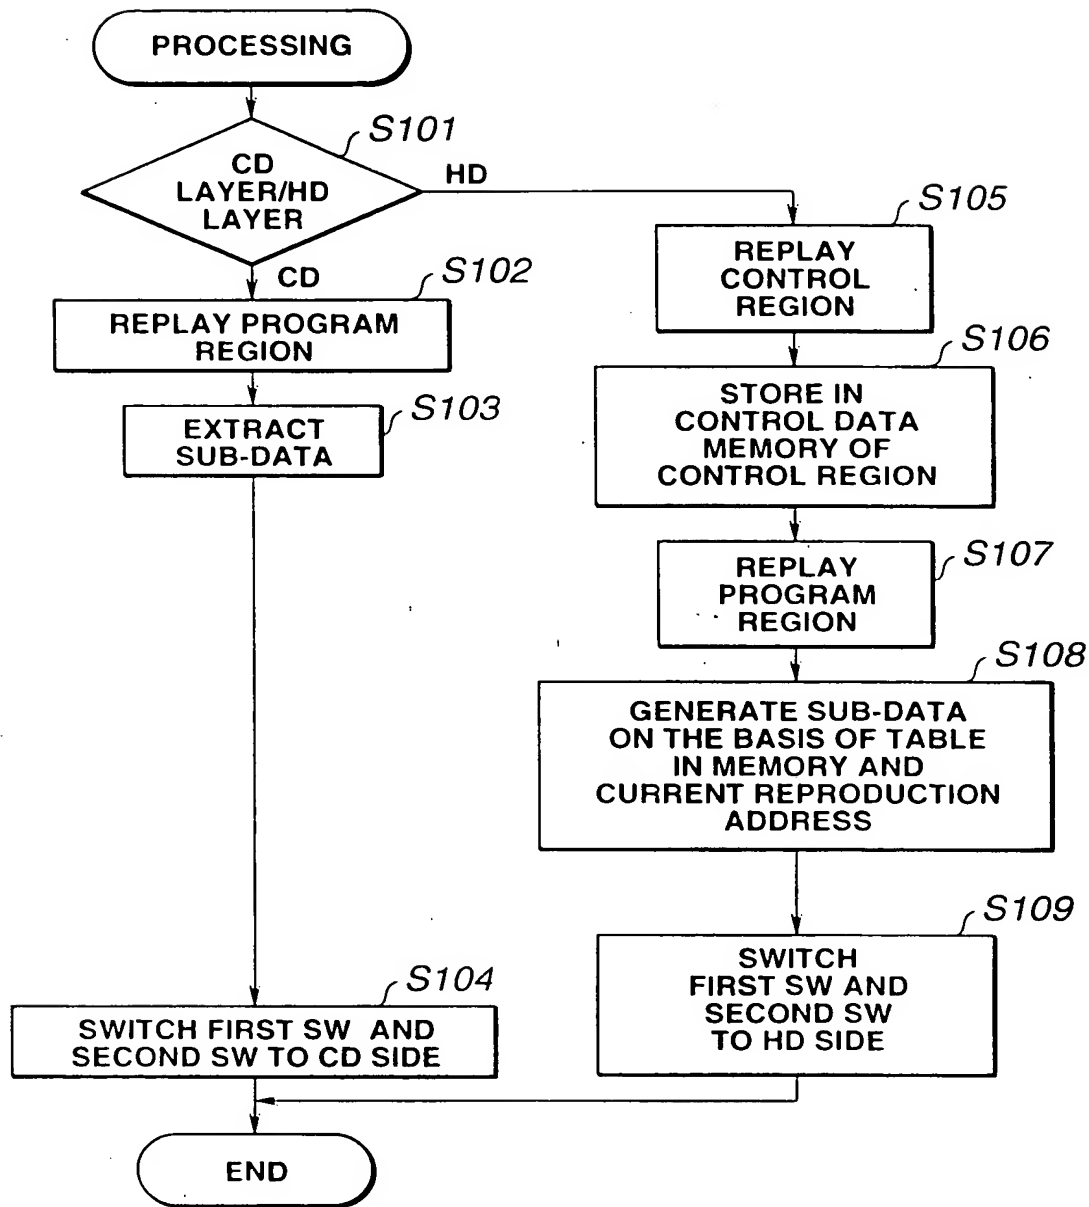 PROCESSING
S101
CD
LAYER/HD
LAYER
HD
CD
S102
REPLAY PROGRAM
REGION
S103
EXTRACT
SUB-DATA
S104
SWITCH FIRST SW AND
SECOND SW TO CD SIDE
S105
REPLAY
CONTROL
REGION
S106
STORE IN
CONTROL DATA
MEMORY OF
CONTROL REGION
S107
REPLAY
PROGRAM
REGION
S108
GENERATE SUB-DATA
ON THE BASIS OF TABLE
IN MEMORY AND
CURRENT REPRODUCTION
ADDRESS
S109
SWITCH
FIRST SW AND
SECOND SW
TO HD SIDE
END